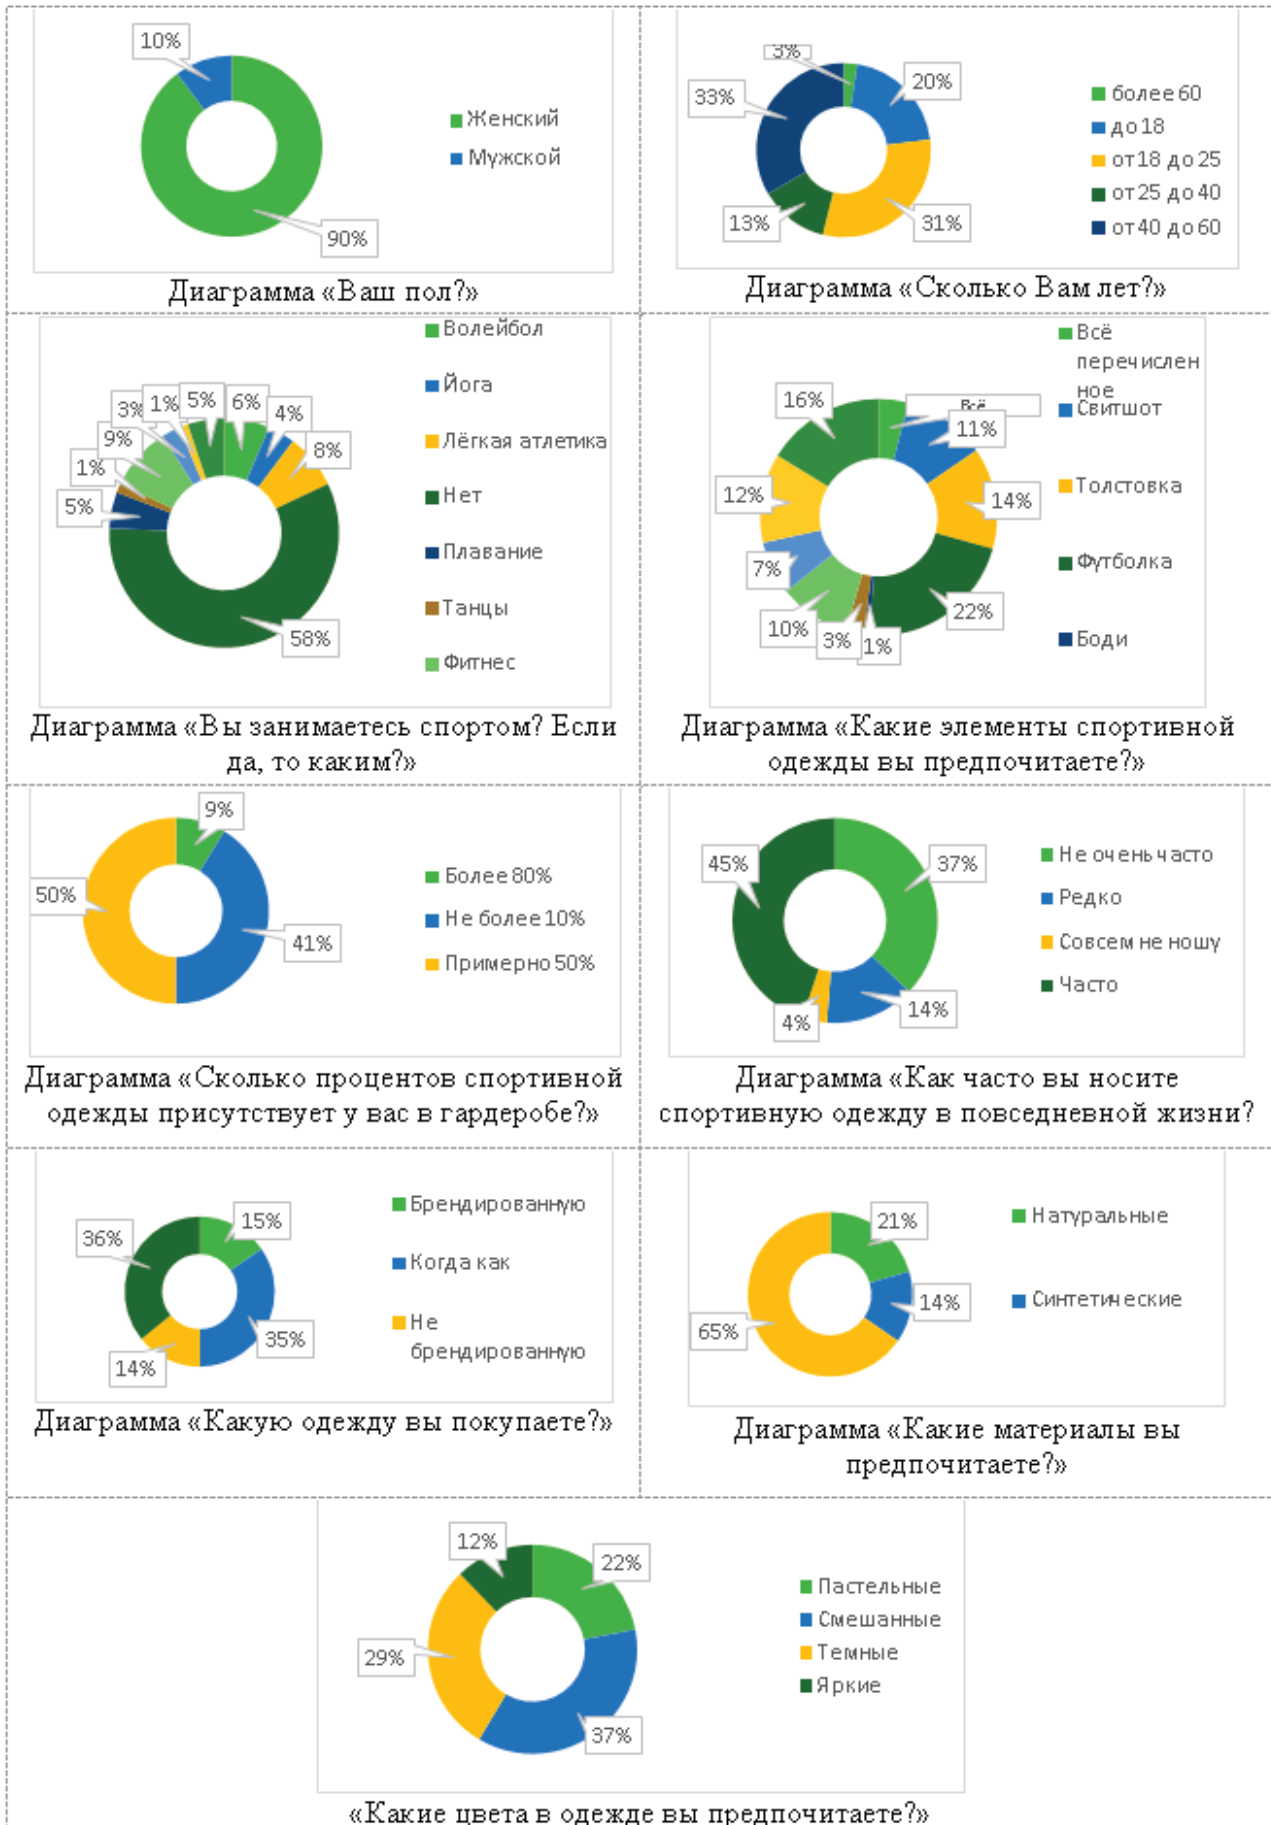 10%
Женский
Мужской
90%
Диаграмма «Ваш пол?»
3%
20%
33%
13%
31%
более 60
до 18
от 18 до 25
от 25 до 40
от 40 до 60
Диаграмма «Сколько Вам лет?»
3%
1%
5%
6%
4%
9%
8%
1%
5%
58%
Волейбол
Йога
Лёгкая атлетика
Нет
Плавание
Танцы
Фитнес
Диаграмма «Вы занимаетесь спортом? Если
да, то каким?»
16%
Всё
11%
12%
14%
7%
10%
3%
1%
22%
Всё
перечислен
ное
Свитшот
Толстовка
Футболка
Боди
Диаграмма «Какие элементы спортивной
одежды вы предпочитаете?»
9%
50%
41%
Более 80%
Не более 10%
Примерно 50%
Диаграмма «Сколько процентов спортивной
одежды присутствует у вас в гардеробе?»
45%
37%
4%
14%
Не очень часто
Редко
Совсем не ношу
Часто
Диаграмма «Как часто вы носите
спортивную одежду в повседневной жизни?
36%
15%
14%
35%
Брендированную
Когда как
Не
брендированную
Диаграмма «Какую одежду вы покупаете?»
21%
14%
65%
Натуральные
Синтетические
Диаграмма «Какие материалы вы
предпочитаете?»
12%
22%
29%
37%
Пастельные
Смешанные
Темные
Яркие
«Какие цвета в одежде вы предпочитаете?»